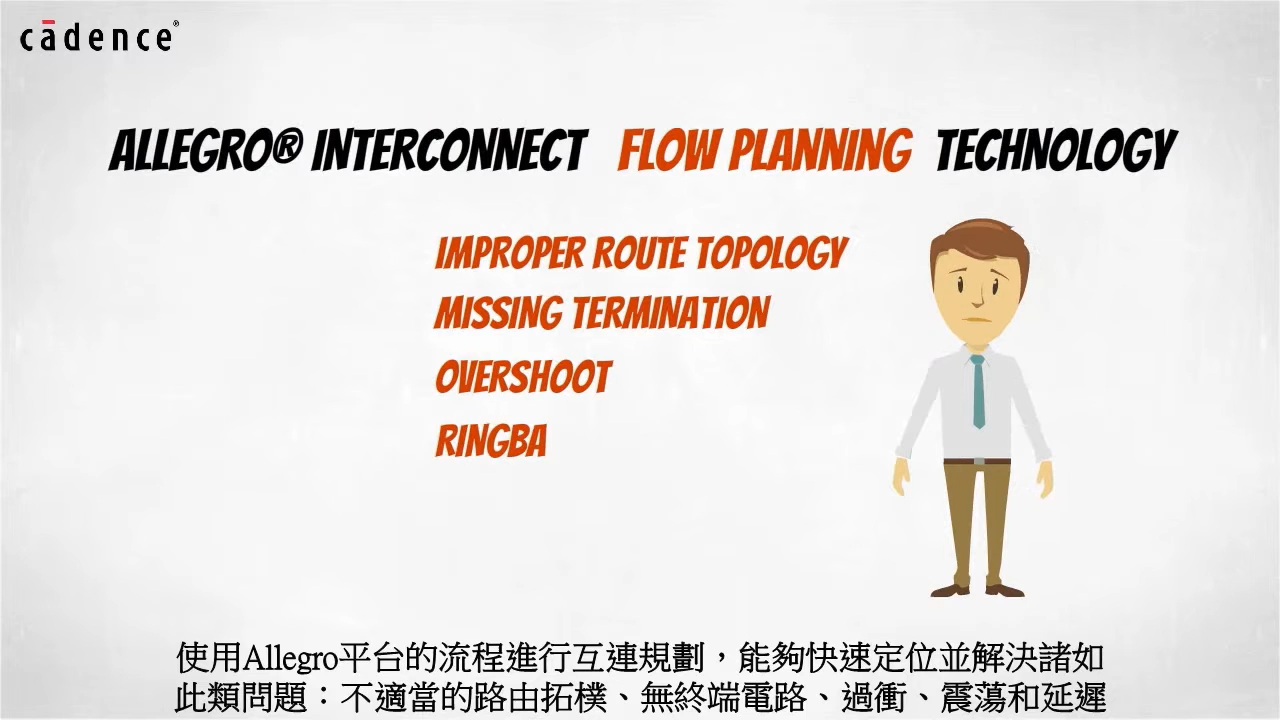 cādence®
ALLEGRO® INTERCONNECT FLOW PLANNING TECHNOLOGY
IMPROPER ROUTE TOPOLOGY
MISSING TERMINATION
OVERSHOOT
RINGBA
使用Allegro平台的流程進行互連規劃，能夠快速定位並解決諸如
此類問題：不適當的路由拓樸、無終端電路、過衝、震蕩和延遲